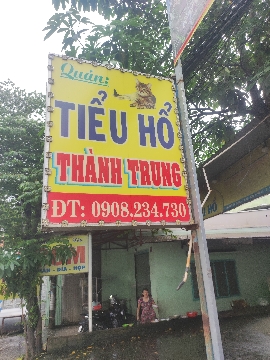 Quán:
TIỂU HỔ
THÀNH TRUNG
ĐT: 0908.234.730